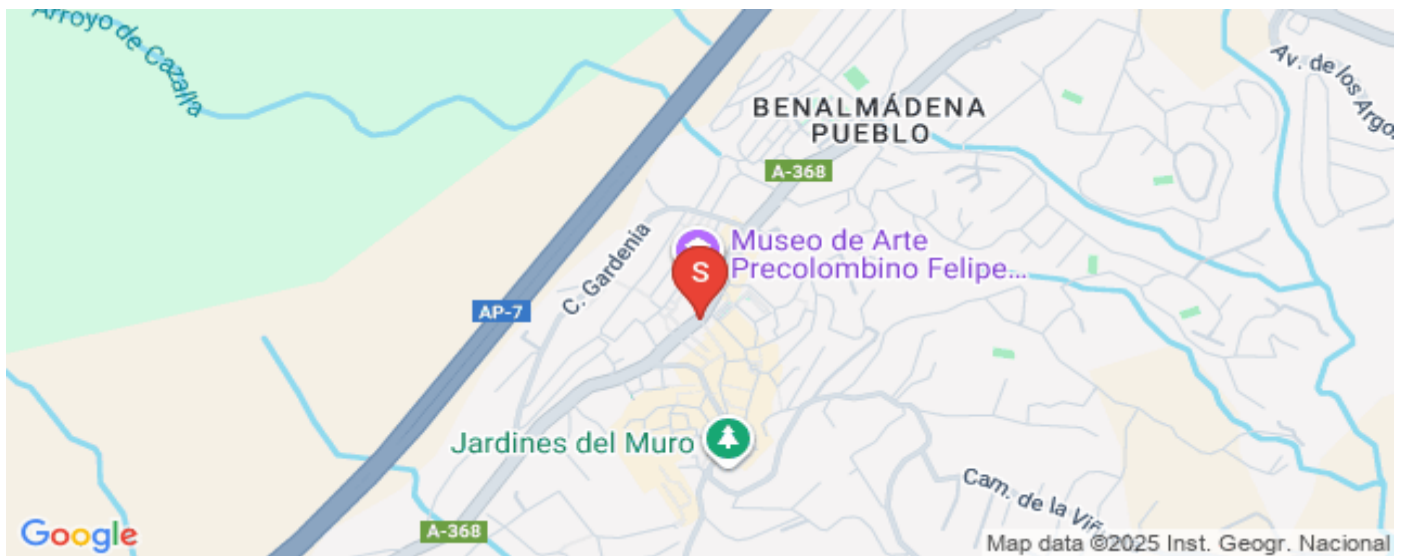 Arroyo de Cazalla
Av. de los Argo
BENALMÁDENA
PUEBLO
A-368
C. Gardenia
Museo de Arte
Precolombino Felipe...
S
AP-7
Jardines del Muro
Cam. de la Viñ
A-368
Google
Map data ©2025 Inst. Geogr. Nacional